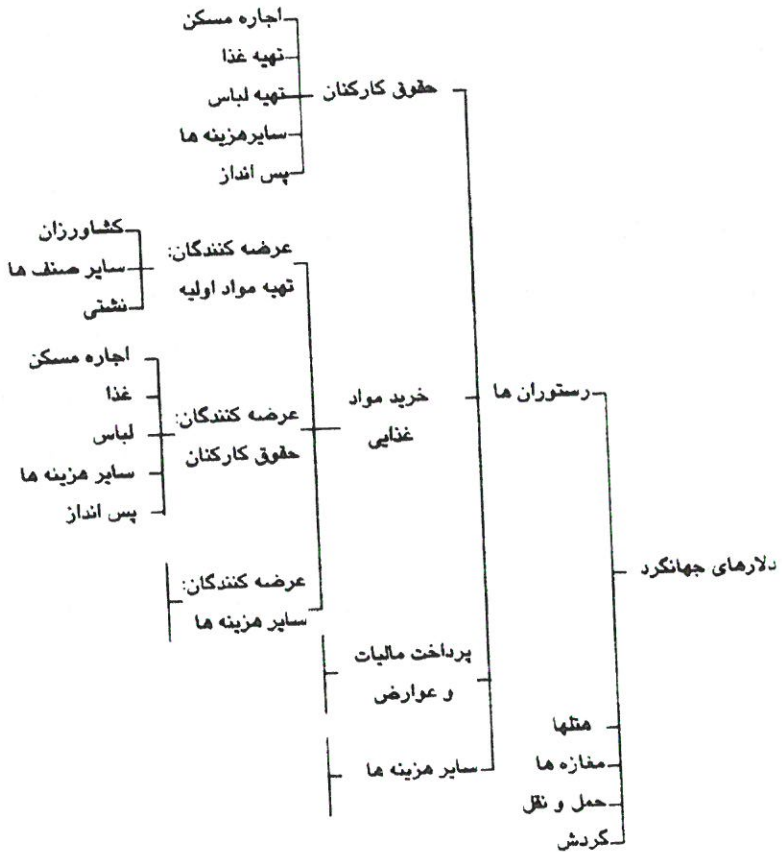 دلارهای جهانگرد
رستوران ها
هتلها
مغازه ها
حمل و نقل
گردش
حقوق کارکنان
خرید مواد
غذایی
پرداخت مالیات
و عوارض
سایر هزینه ها
اجاره مسکن
تهیه غذا
تهیه لباس
سایرهزینه ها
پس انداز
عرضه کنندگان:
تهیه مواد اولیه
کشاورزان
سایر صنف ها
نشتی
عرضه کنندگان:
حقوق کارکنان
اجاره مسکن
غذا
لباس
سایر هزینه ها
پس انداز
عرضه کنندگان:
سایر هزینه ها